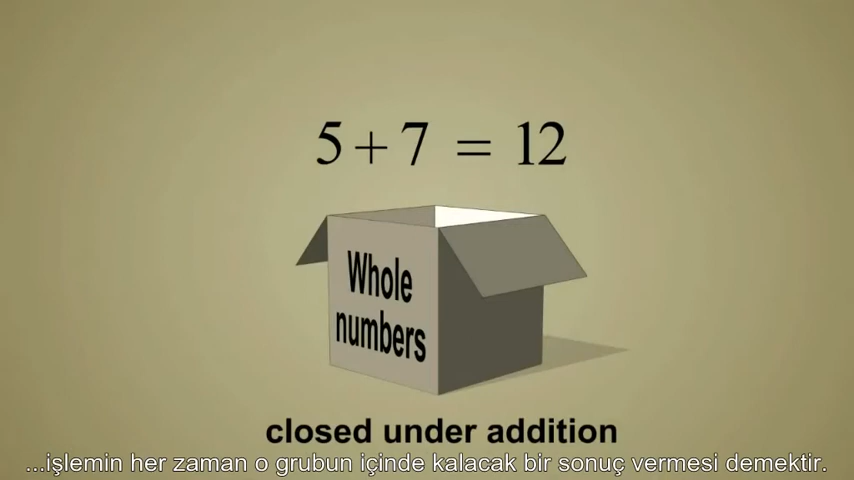 5 + 7 = 12
Whole
numbers
closed under addition
...işlemin her zaman o grubun içinde kalacak bir sonuç vermesi demektir.